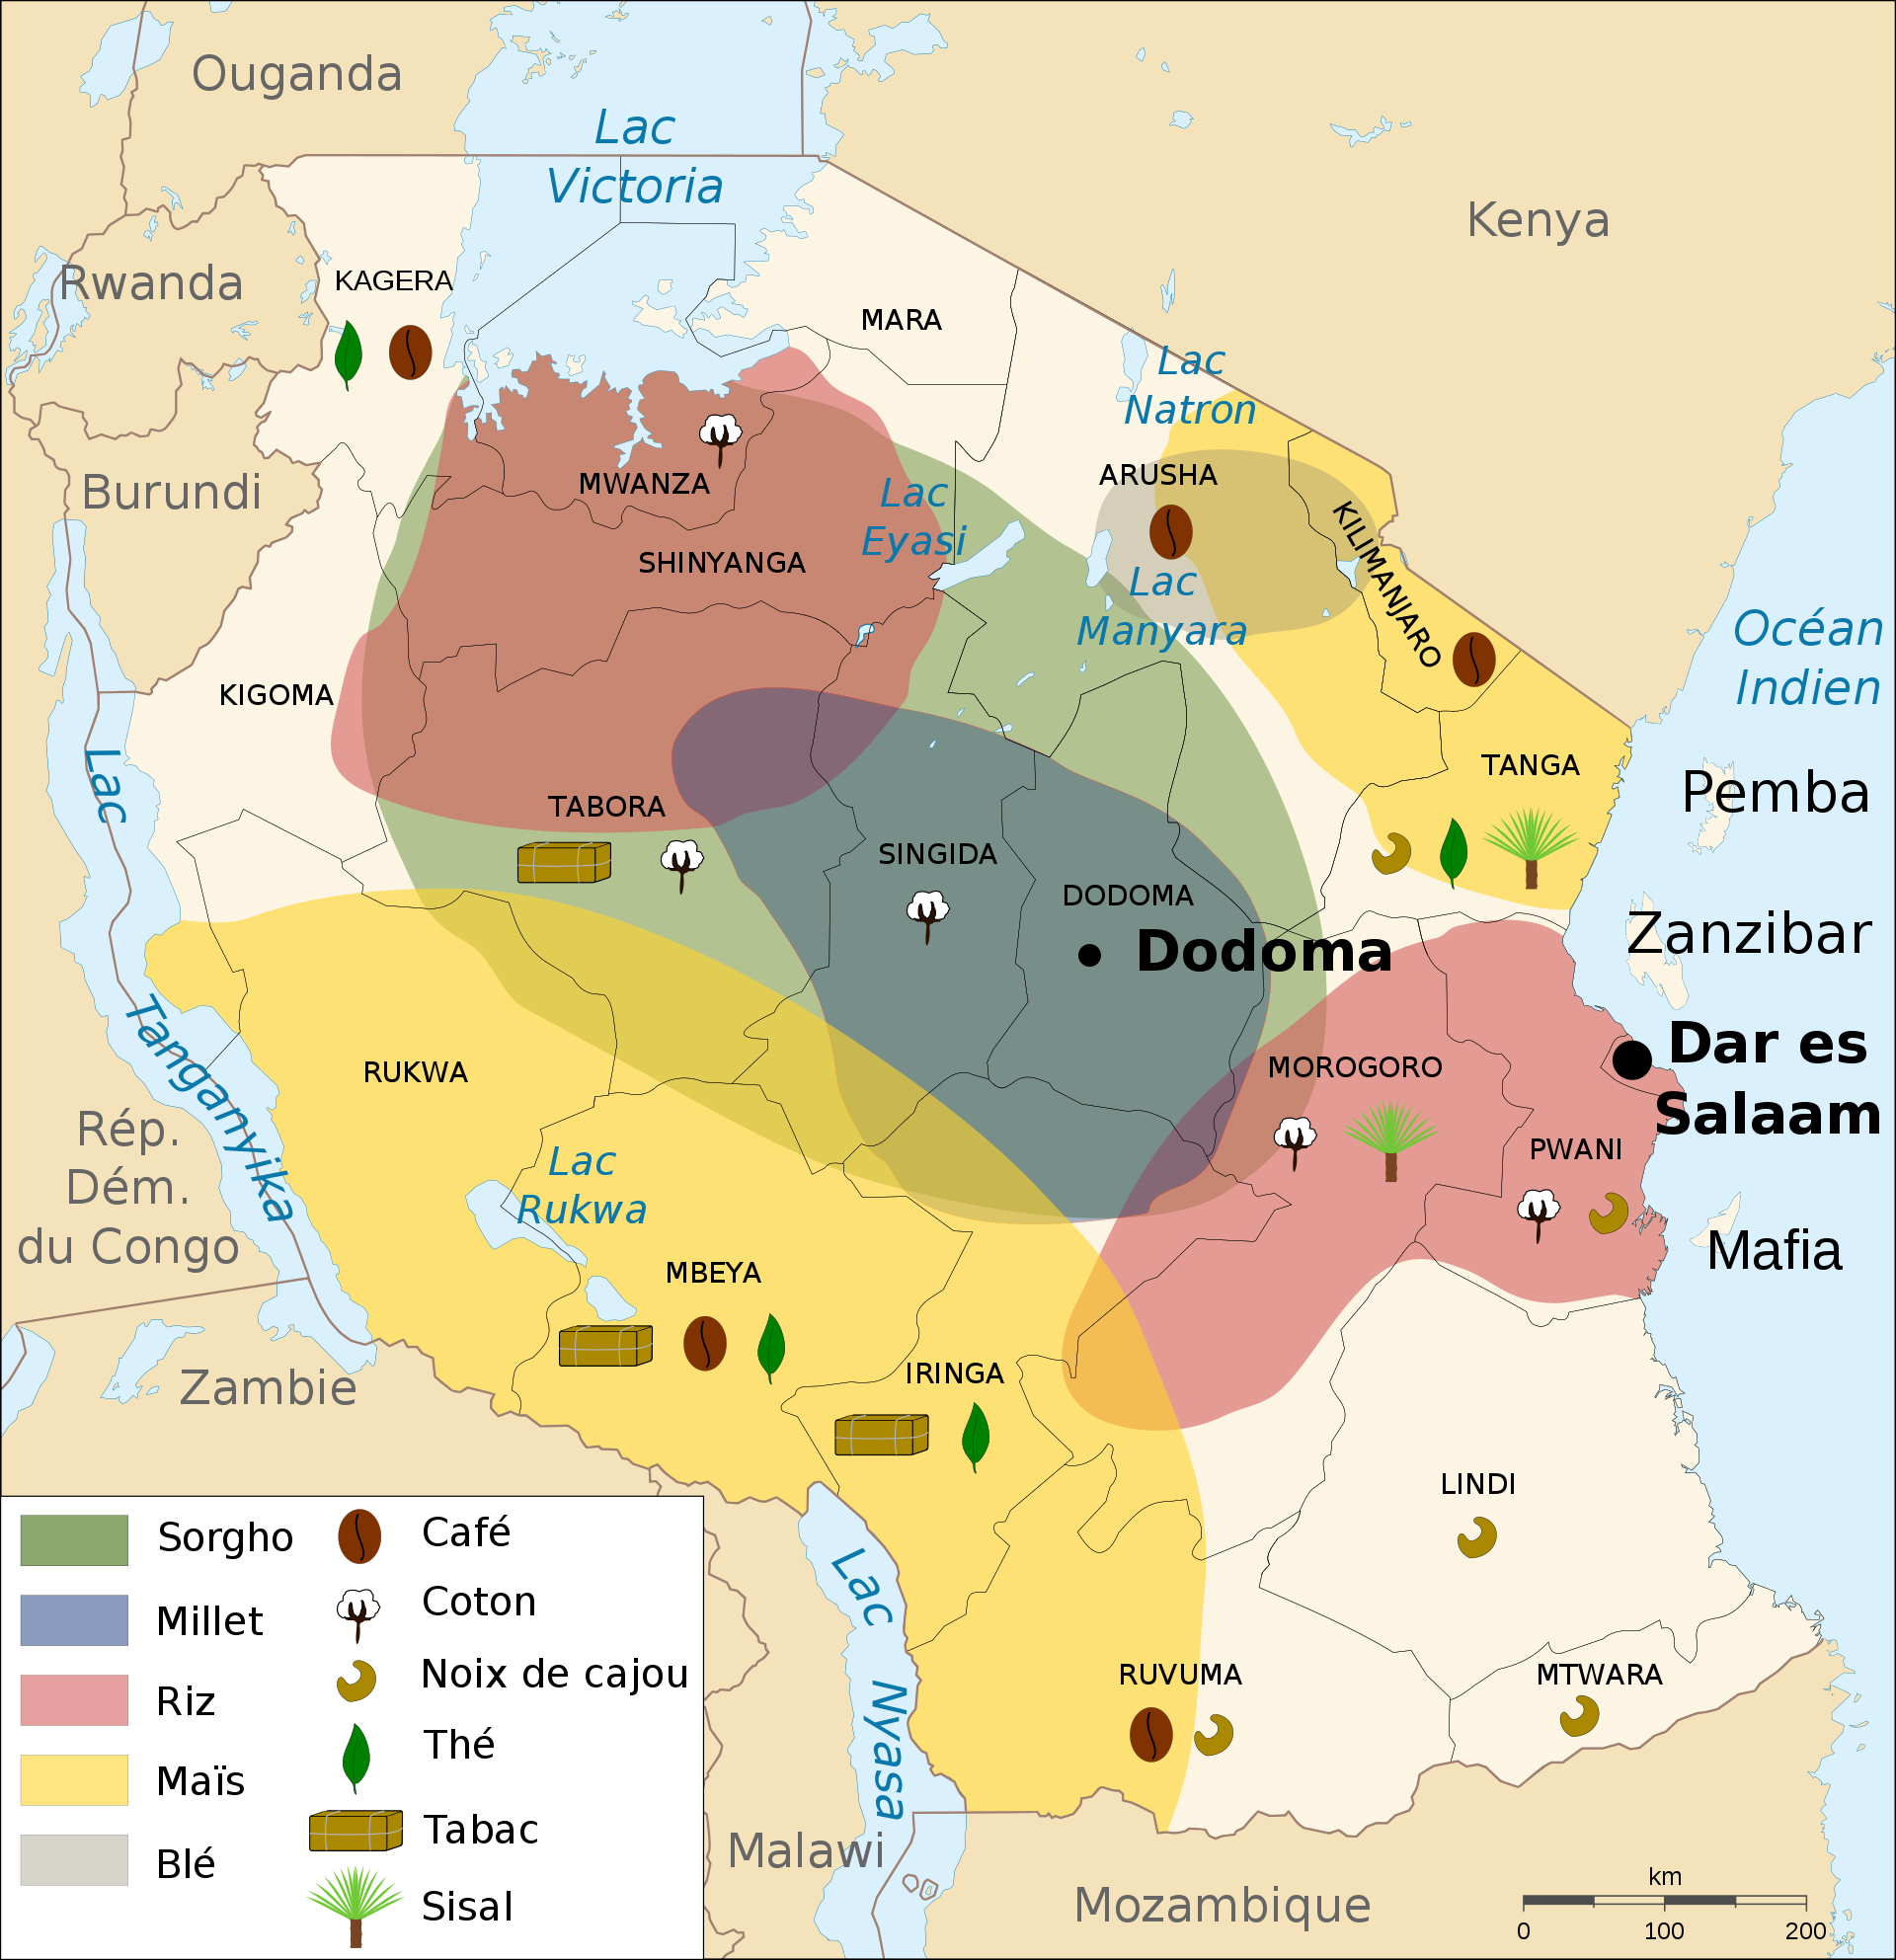 Ouganda
Lac
Victoria
Kenya
Rwanda
KAGERA
MARA
Lac
Natron
Burundi
MWANZA
Lac
Eyasi
ARUSHA
SHINYANGA
KILIMANJARO
Lac
Manyara
Océan
Indien
KIGOMA
TANGA
Pemba
Lac
Tanganyika
TABORA
SINGIDA
DODOMA
Dodoma
Zanzibar
RUKWA
MOROGORO
Dar es
Salaam
Rép.
Dém.
du Congo
Lac
Rukwa
PWANI
Mafia
MBEYA
Zambie
IRINGA
LINDI
Lac
Nyasa
RUVUMA
MTWARA
Malawi
Mozambique
Sorgho
Millet
Riz
Maïs
Blé
Café
Coton
Noix de cajou
Thé
Tabac
Sisal
km
0 100 200